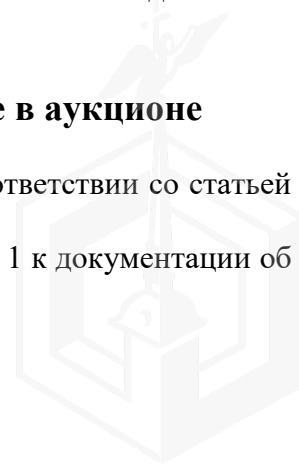 е в аукционе
ответствии со статьей
1 к документации об